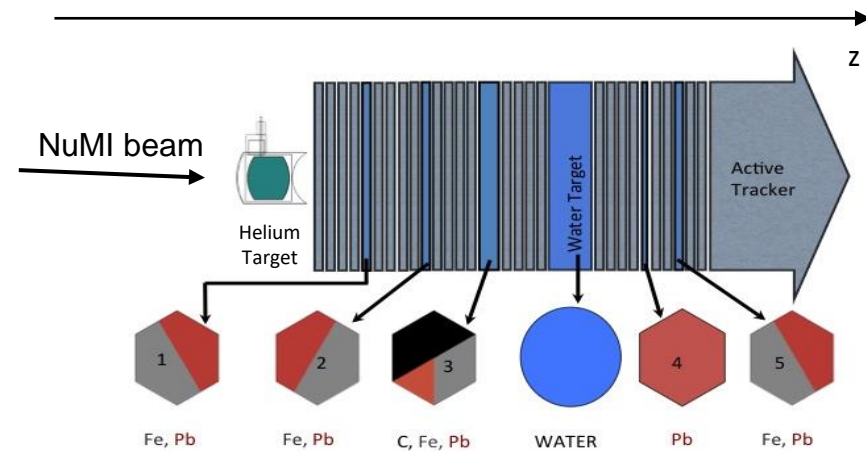 z
NuMI beam
Helium
Target
Water Target
Active
Tracker
1
2
3
4
5
Fe, Pb
Fe, Pb
C, Fe, Pb
WATER
Pb
Fe, Pb